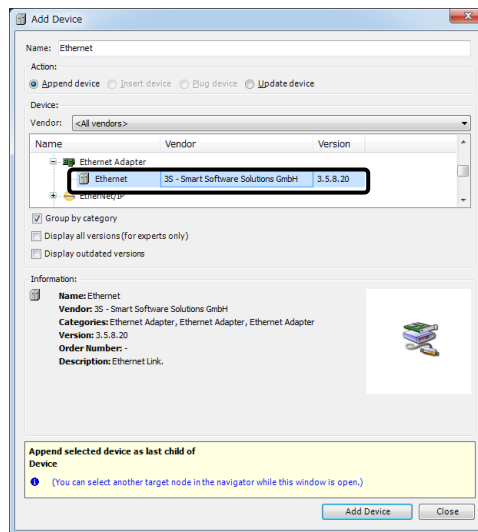 Add Device
Name: Ethernet
Action:
Append device Insert device Plug device Update device
Device:
Vendor: <All vendors>
Name Vendor Version
Ethernet Adapter
Ethernet 3S - Smart Software Solutions GmbH 3.5.8.20
EtherNet/IP
Group by category
Display all versions (for experts only)
Display outdated versions
Information:
Name: Ethernet
Vendor: 3S - Smart Software Solutions GmbH
Categories: Ethernet Adapter, Ethernet Adapter, Ethernet Adapter
Version: 3.5.8.20
Order Number: -
Description: Ethernet Link.
Append selected device as last child of
Device
(You can select another target node in the navigator while this window is open.)
Add Device Close